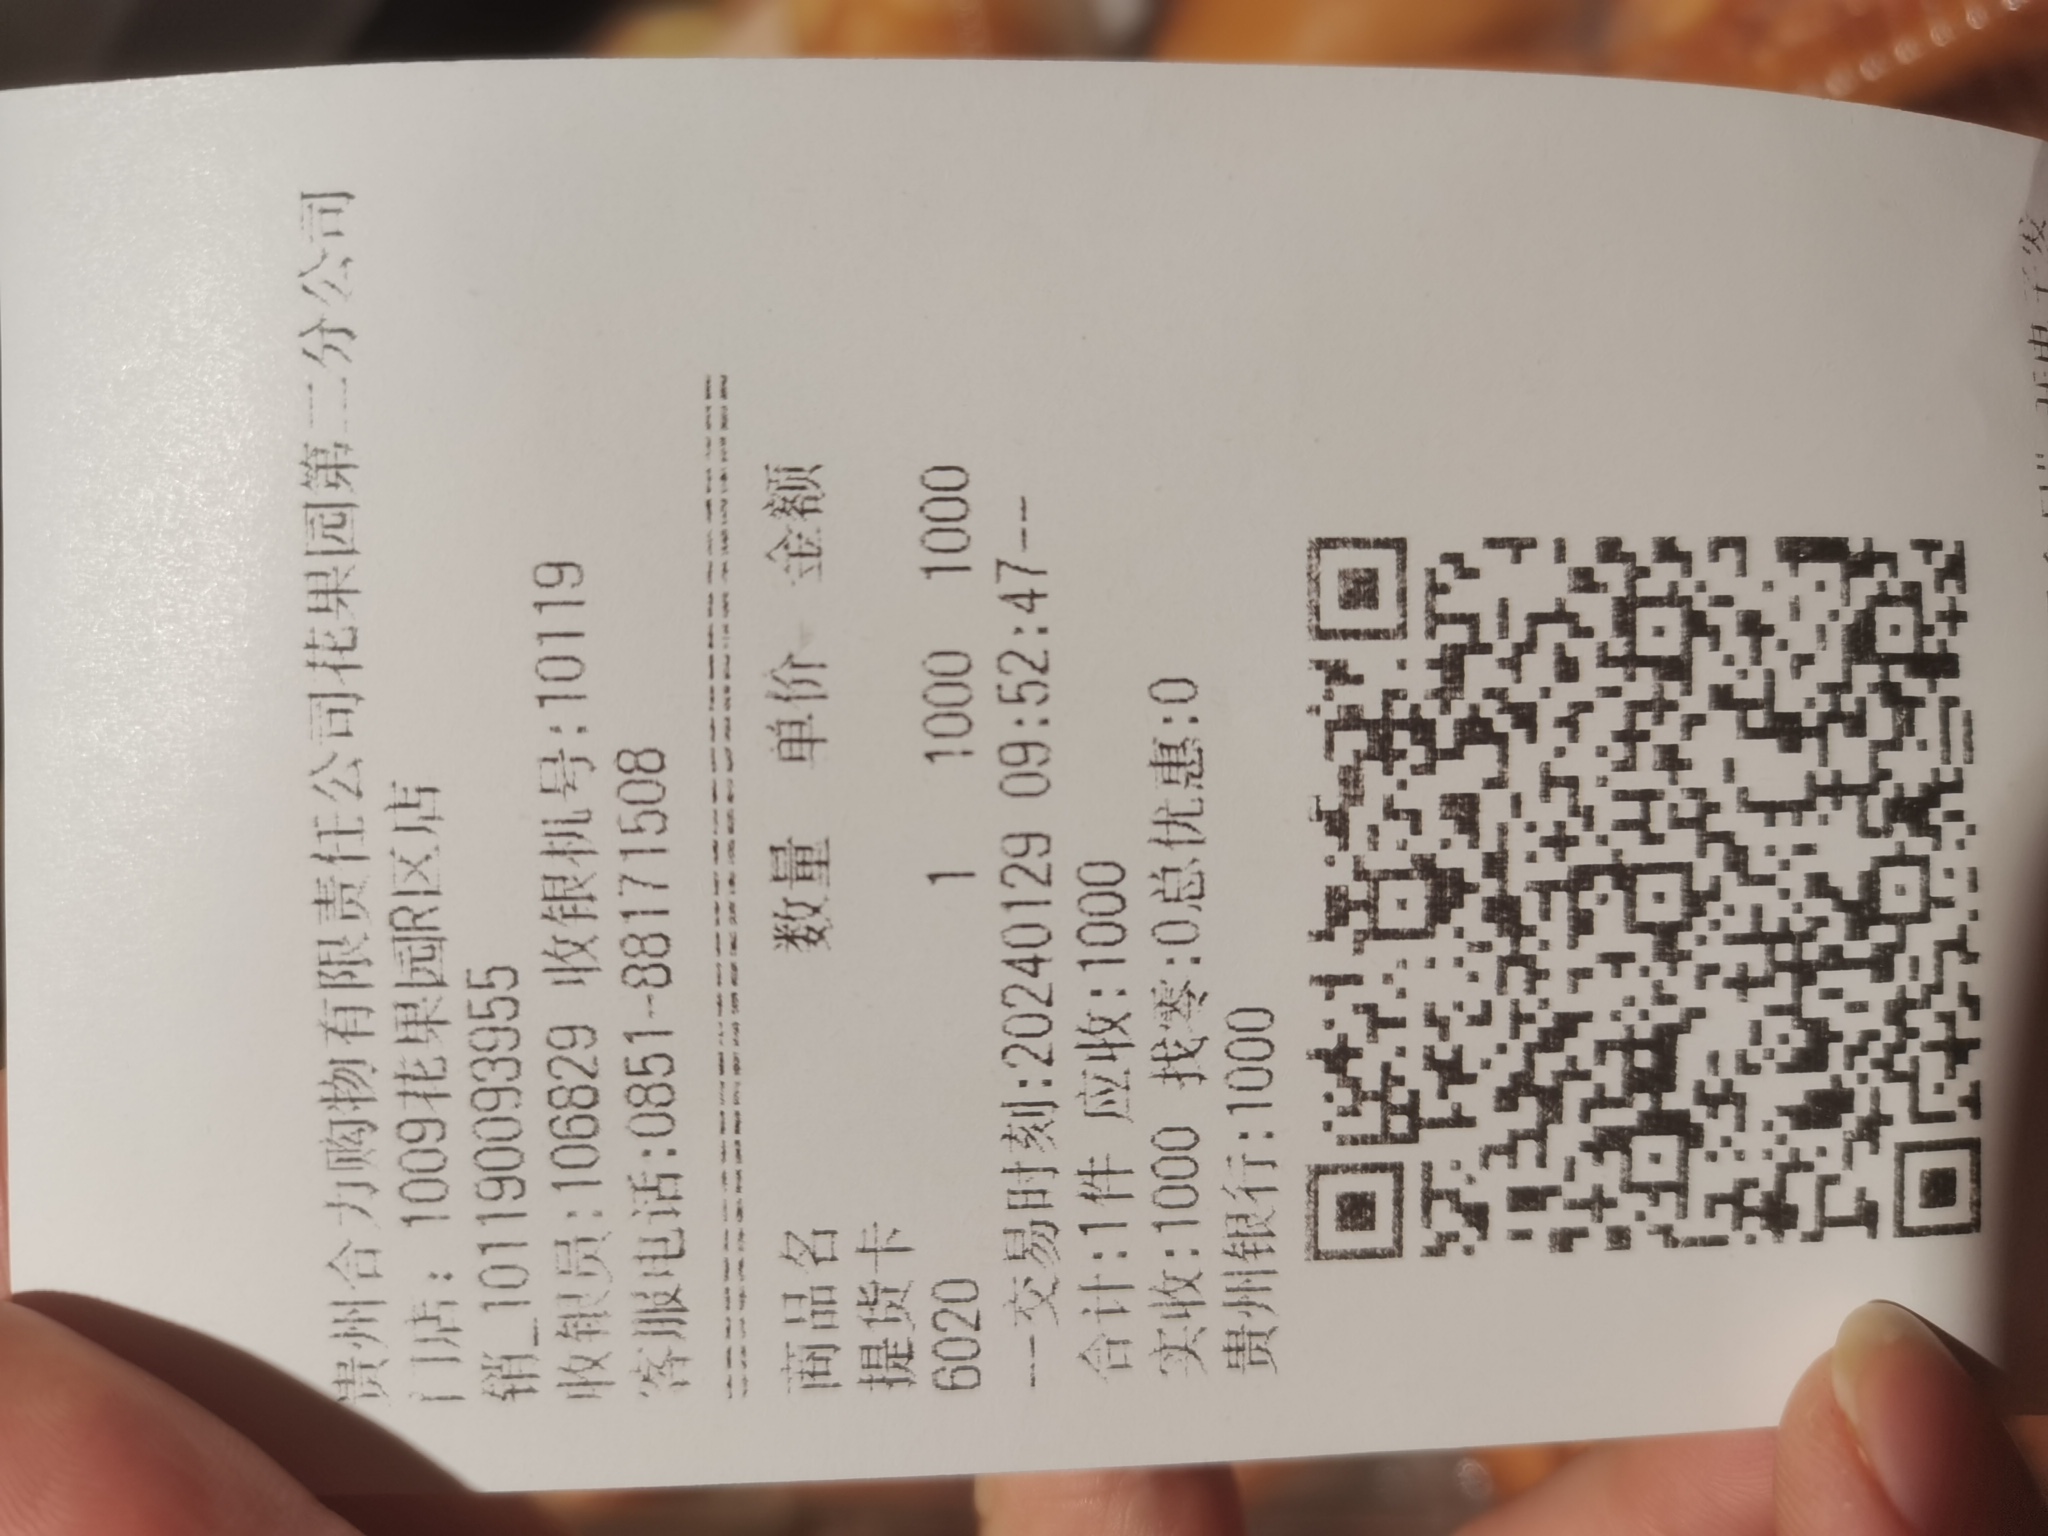 贵州合力购物有限责任公司花果园第二分公司
门店: 1009花果园R区店
销_101190093955
收银员:106829 收银机号:10119
客服电话:0851-88171508
================================
商品名 数量 单价 金额
提货卡
6020 1 1000 1000
--交易时刻:20240129 09:52:47--
合计:1件 应收:1000
实收:1000 找零:0总优惠:0
贵州银行:1000